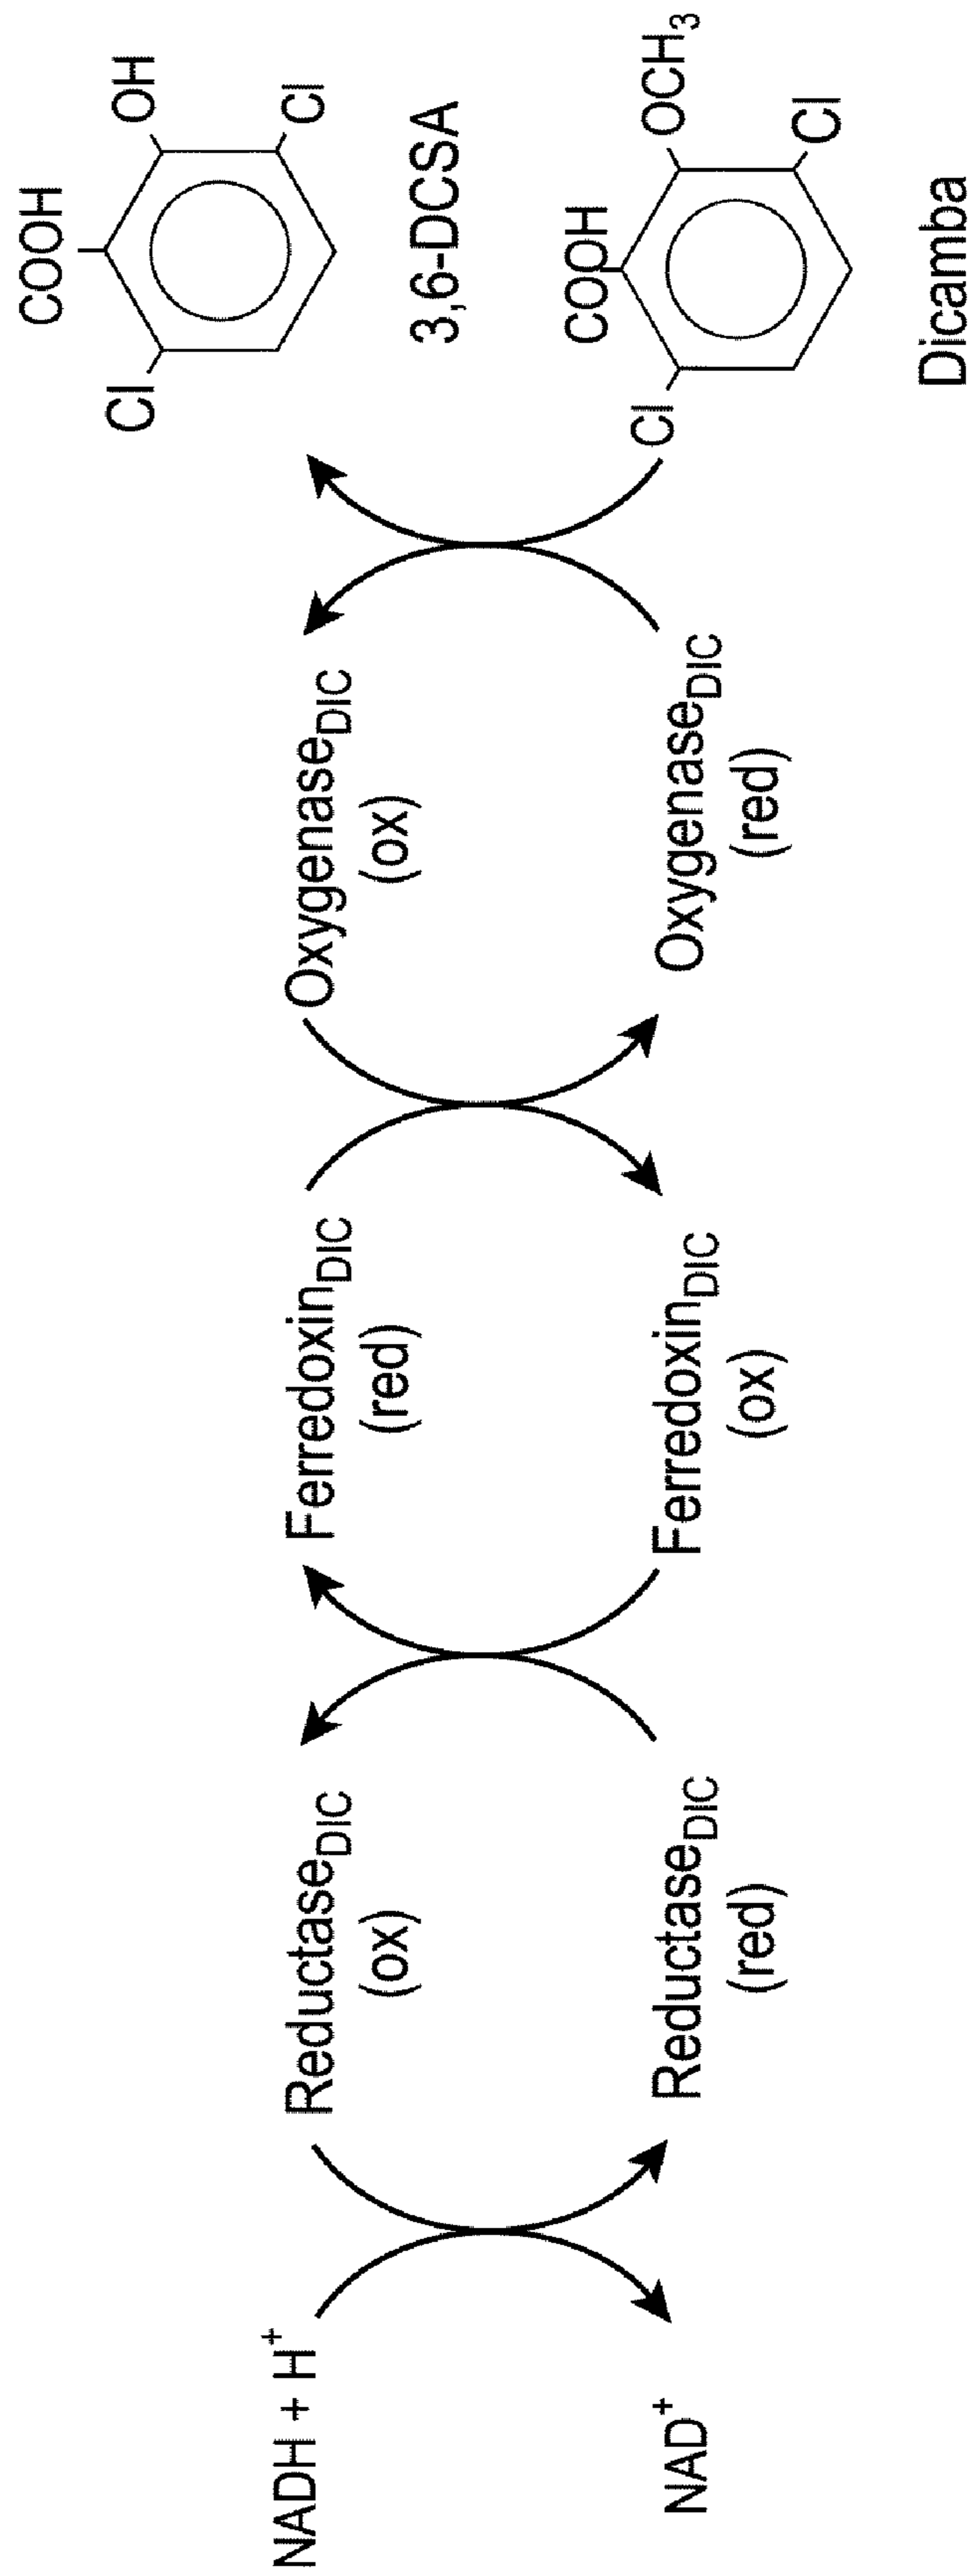 NADH + H⁺
NAD⁺
Reductase_DIC
(ox)
Reductase_DIC
(red)
Ferredoxin_DIC
(red)
Ferredoxin_DIC
(ox)
Oxygenase_DIC
(ox)
Oxygenase_DIC
(red)
COOH
Cl
OH
Cl
3,6-DCSA
COOH
Cl
OCH₃
Cl
Dicamba